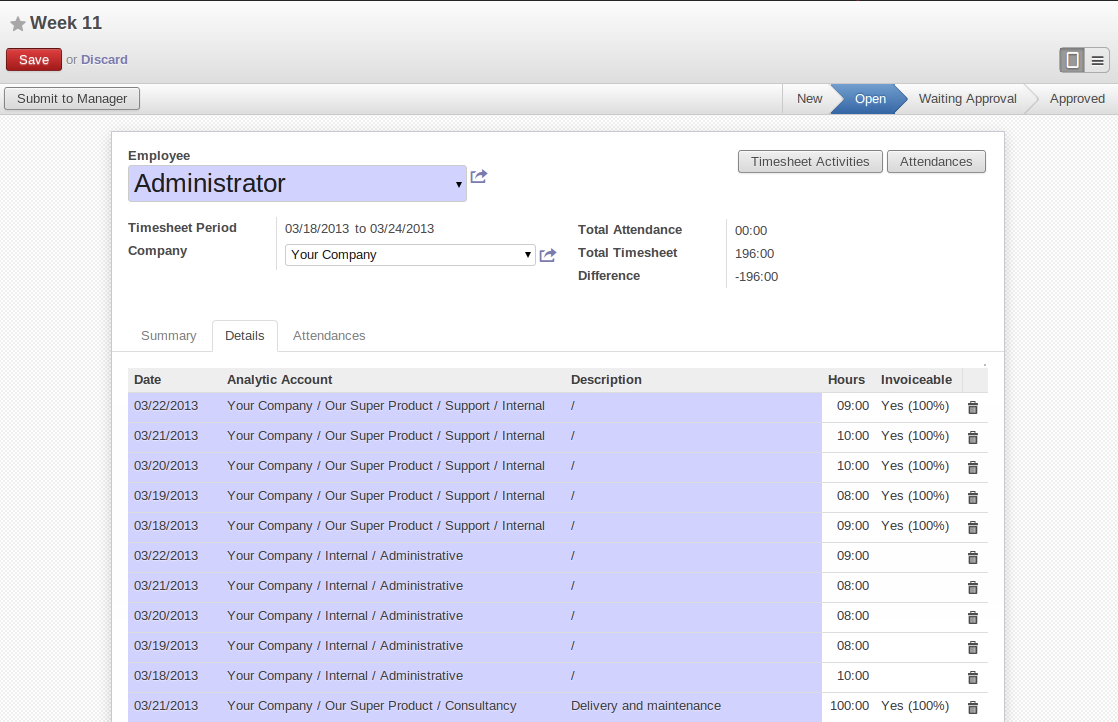 Week 11
Save or Discard
Submit to Manager
New Open Waiting Approval Approved
Employee
Administrator
Timesheet Activities Attendances
Timesheet Period 03/18/2013 to 03/24/2013
Company Your Company
Total Attendance 00:00
Total Timesheet 196:00
Difference -196:00
Summary Details Attendances
Date Analytic Account Description Hours Invoiceable
03/22/2013 Your Company / Our Super Product / Support / Internal / 09:00 Yes (100%)
03/21/2013 Your Company / Our Super Product / Support / Internal / 10:00 Yes (100%)
03/20/2013 Your Company / Our Super Product / Support / Internal / 10:00 Yes (100%)
03/19/2013 Your Company / Our Super Product / Support / Internal / 08:00 Yes (100%)
03/18/2013 Your Company / Our Super Product / Support / Internal / 09:00 Yes (100%)
03/22/2013 Your Company / Internal / Administrative / 09:00
03/21/2013 Your Company / Internal / Administrative / 08:00
03/20/2013 Your Company / Internal / Administrative / 08:00
03/19/2013 Your Company / Internal / Administrative / 08:00
03/18/2013 Your Company / Internal / Administrative / 10:00
03/21/2013 Your Company / Our Super Product / Consultancy Delivery and maintenance 100:00 Yes (100%)